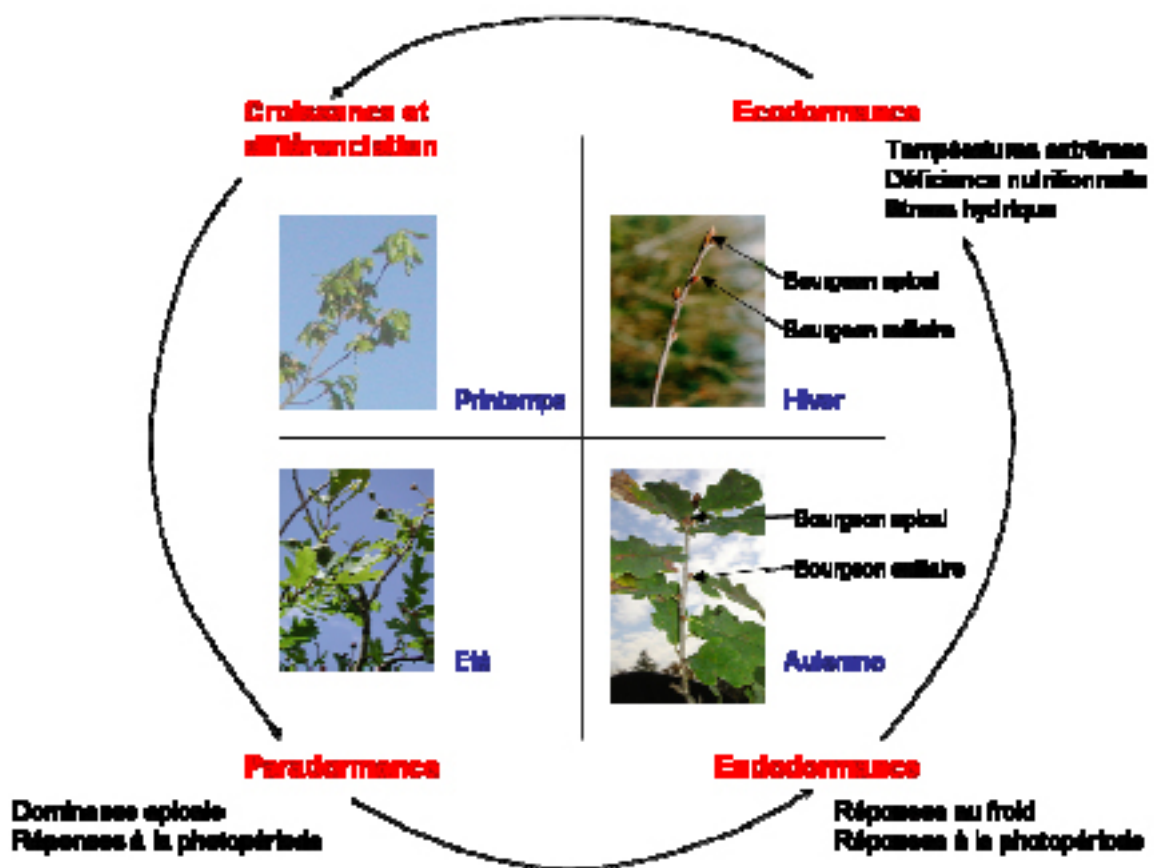 Croissance et
différenciation
Ecodormance
Températures extrêmes
Déficience nutritionnelle
Stress hydrique
Bourgeon apical
Bourgeon axillaire
Printemps
Hiver
Bourgeon apical
Bourgeon axillaire
Eté
Automne
Paradormance
Endodormance
Dominance apicale
Réponses à la photopériode
Réponses au froid
Réponses à la photopériode